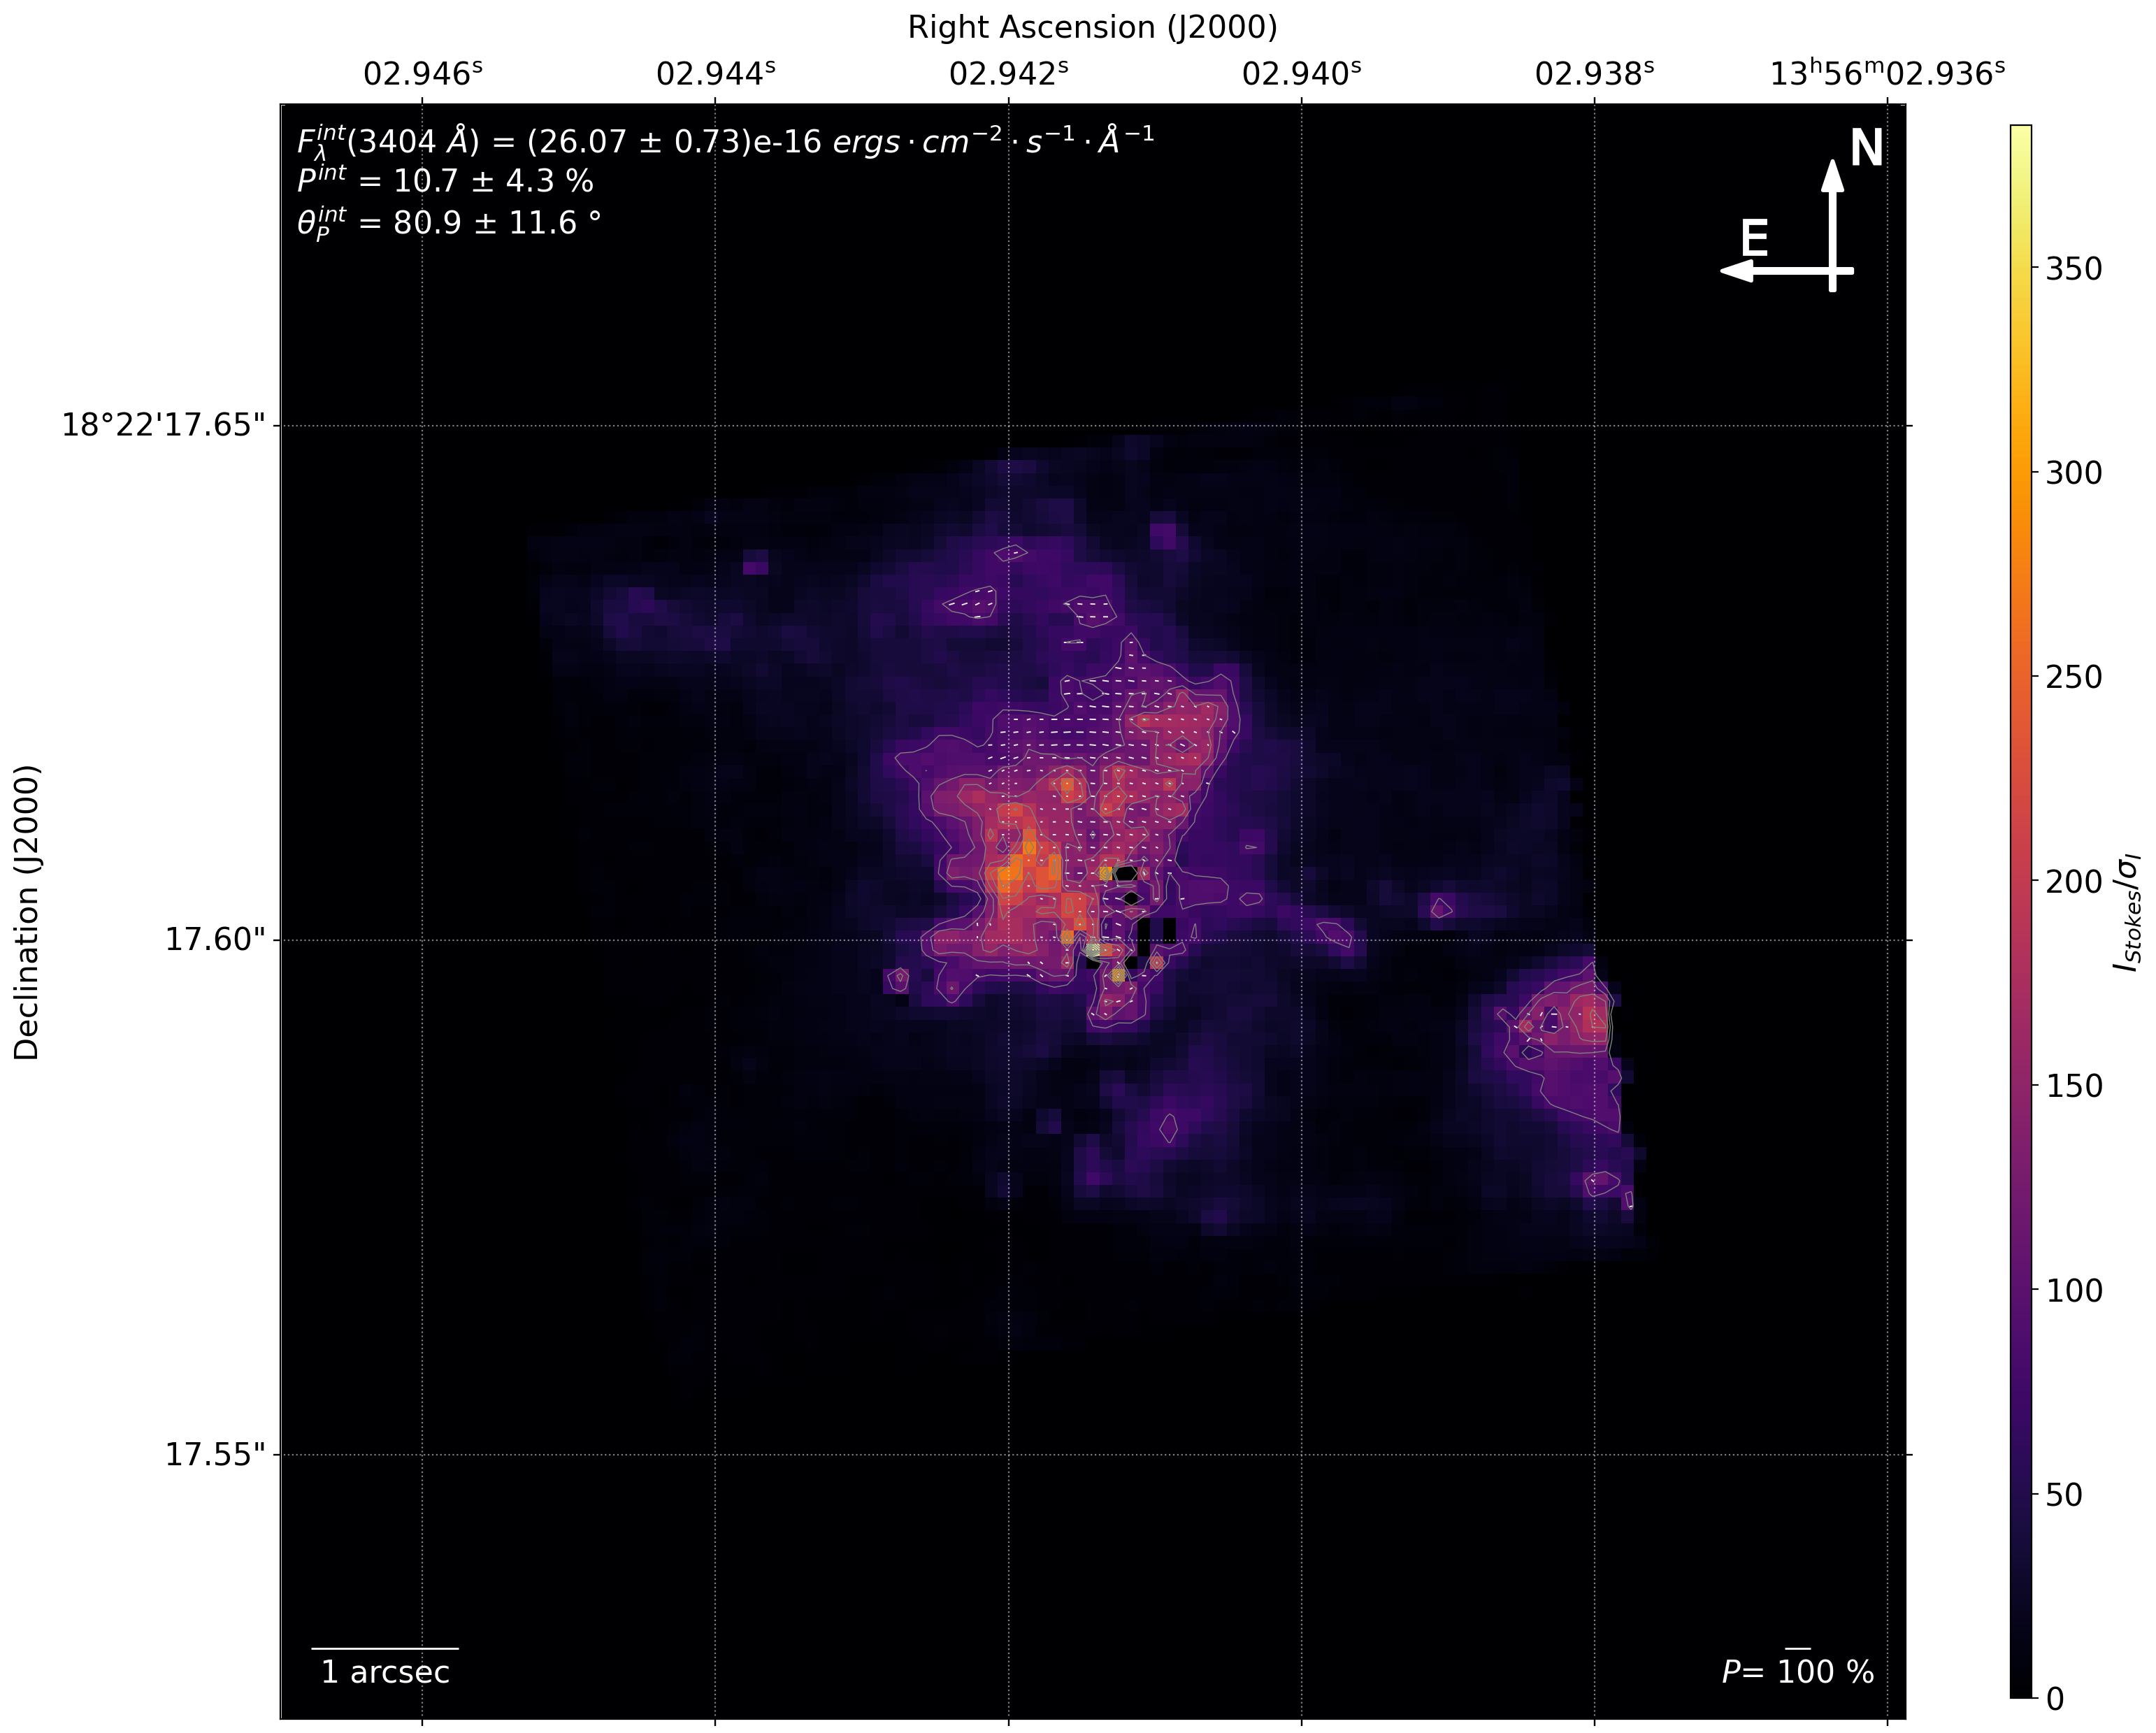 Right Ascension (J2000)
02.946ˢ 02.944ˢ 02.942ˢ 02.940ˢ 02.938ˢ 13ʰ56ᵐ02.936ˢ
F_λ^int(3404 Å) = (26.07 ± 0.73)e-16 ergs · cm⁻² · s⁻¹ · Å⁻¹
P^int = 10.7 ± 4.3 %
θ_P^int = 80.9 ± 11.6 °
N
E
18°22'17.65"
17.60"
17.55"
Declination (J2000)
1 arcsec
P= 100 %
350
300
250
200
150
100
50
0
I_Stokes/σ_I